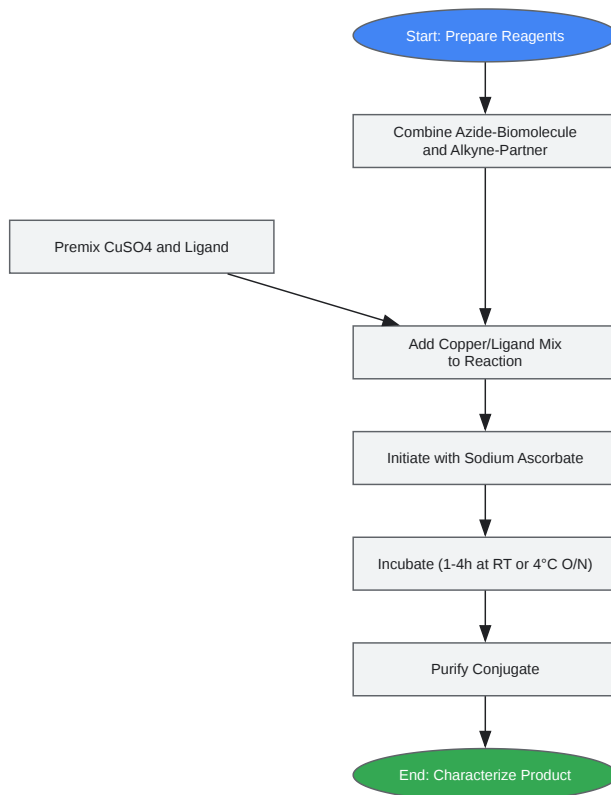 Start: Prepare Reagents
Combine Azide-Biomolecule
and Alkyne-Partner
Premix CuSO4 and Ligand
Add Copper/Ligand Mix
to Reaction
Initiate with Sodium Ascorbate
Incubate (1-4h at RT or 4°C O/N)
Purify Conjugate
End: Characterize Product